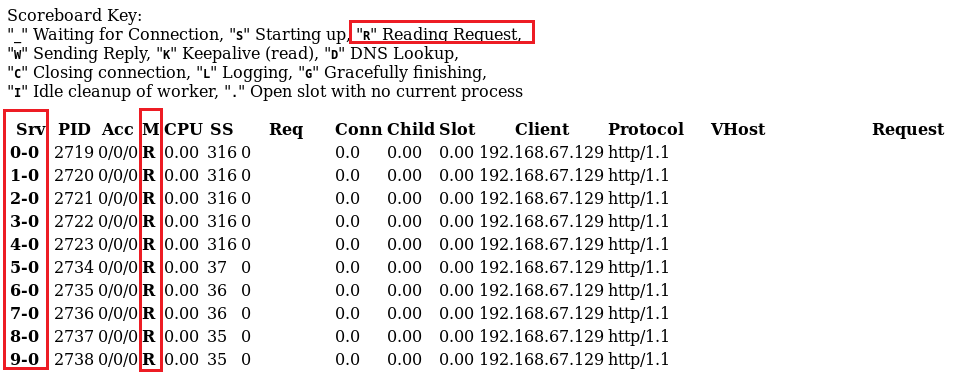 Scoreboard Key:
"_" Waiting for Connection, "S" Starting up, "R" Reading Request,
"W" Sending Reply, "K" Keepalive (read), "D" DNS Lookup,
"C" Closing connection, "L" Logging, "G" Gracefully finishing,
"I" Idle cleanup of worker, "." Open slot with no current process
Srv PID Acc M CPU SS Req Conn Child Slot Client Protocol VHost Request
0-0 2719 0/0/0 R 0.00 316 0 0.0 0.00 0.00 192.168.67.129 http/1.1
1-0 2720 0/0/0 R 0.00 316 0 0.0 0.00 0.00 192.168.67.129 http/1.1
2-0 2721 0/0/0 R 0.00 316 0 0.0 0.00 0.00 192.168.67.129 http/1.1
3-0 2722 0/0/0 R 0.00 316 0 0.0 0.00 0.00 192.168.67.129 http/1.1
4-0 2723 0/0/0 R 0.00 316 0 0.0 0.00 0.00 192.168.67.129 http/1.1
5-0 2734 0/0/0 R 0.00 37 0 0.0 0.00 0.00 192.168.67.129 http/1.1
6-0 2735 0/0/0 R 0.00 36 0 0.0 0.00 0.00 192.168.67.129 http/1.1
7-0 2736 0/0/0 R 0.00 36 0 0.0 0.00 0.00 192.168.67.129 http/1.1
8-0 2737 0/0/0 R 0.00 35 0 0.0 0.00 0.00 192.168.67.129 http/1.1
9-0 2738 0/0/0 R 0.00 35 0 0.0 0.00 0.00 192.168.67.129 http/1.1